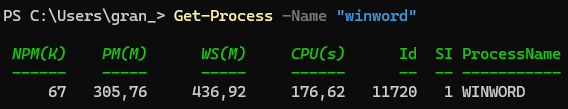 PS C:\Users\gran_> Get-Process -Name "winword"
NPM(K) PM(M) WS(M) CPU(s) Id SI ProcessName
------ ----- ----- ------ -- -- -----------
67 305,76 436,92 176,62 11720 1 WINWORD